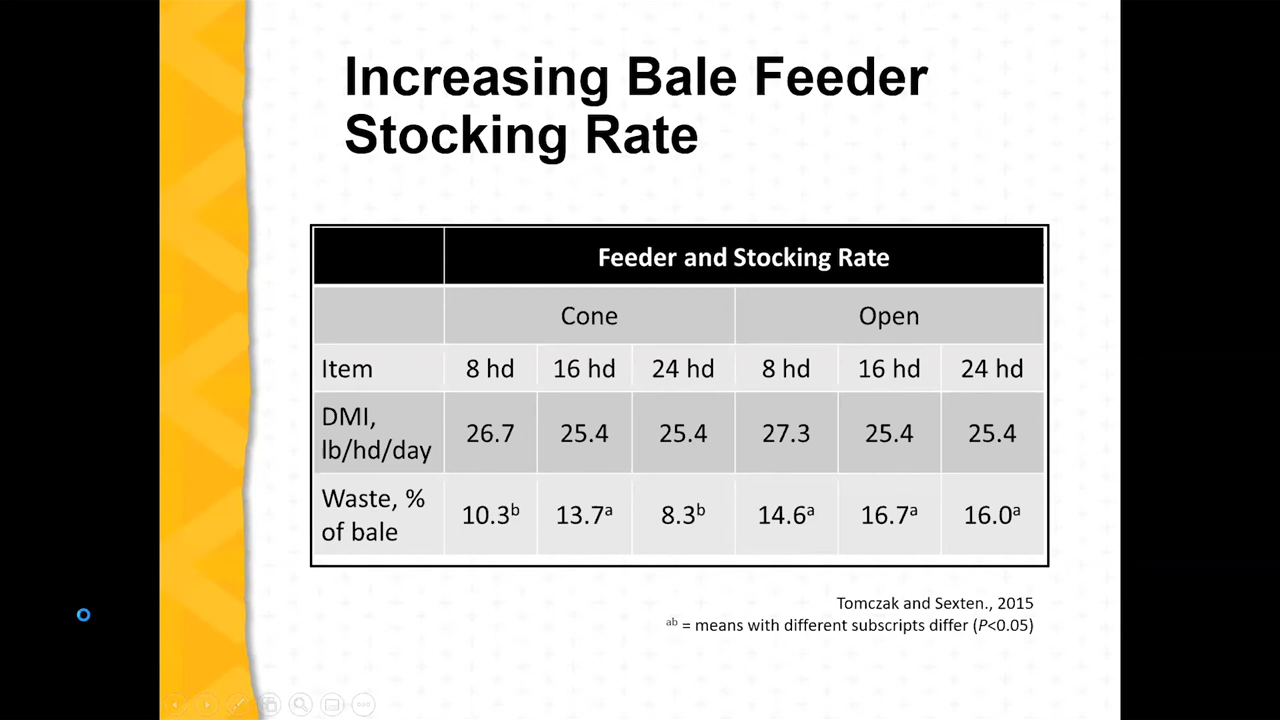 Increasing Bale Feeder
Stocking Rate
Feeder and Stocking Rate
Cone Open
Item 8 hd 16 hd 24 hd 8 hd 16 hd 24 hd
DMI,
lb/hd/day 26.7 25.4 25.4 27.3 25.4 25.4
Waste, %
of bale 10.3ᵇ 13.7ᵃ 8.3ᵇ 14.6ᵃ 16.7ᵃ 16.0ᵃ
Tomczak and Sexten., 2015
ᵃᵇ = means with different subscripts differ (P<0.05)